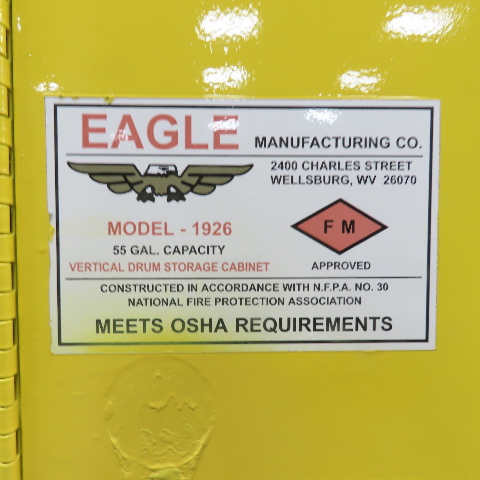 EAGLE MANUFACTURING CO.
2400 CHARLES STREET
WELLSBURG, WV 26070
MODEL - 1926
55 GAL. CAPACITY
VERTICAL DRUM STORAGE CABINET
F M
APPROVED
CONSTRUCTED IN ACCORDANCE WITH N.F.P.A. NO. 30
NATIONAL FIRE PROTECTION ASSOCIATION
MEETS OSHA REQUIREMENTS